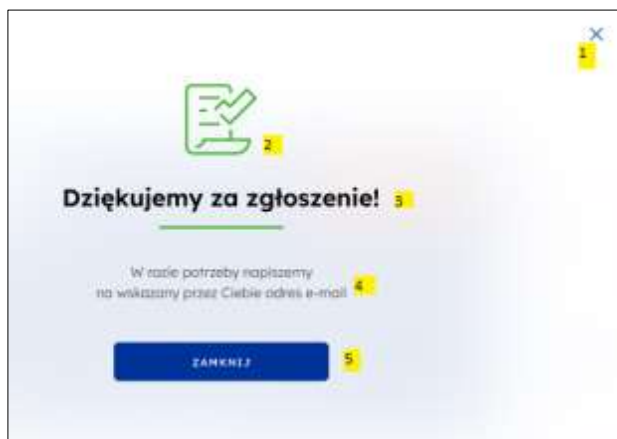 1
2
Dziękujemy za zgłoszenie! 3
W razie potrzeby napiszemy
na wskazany przez Ciebie adres e-mail 4
ZAMKNIJ 5